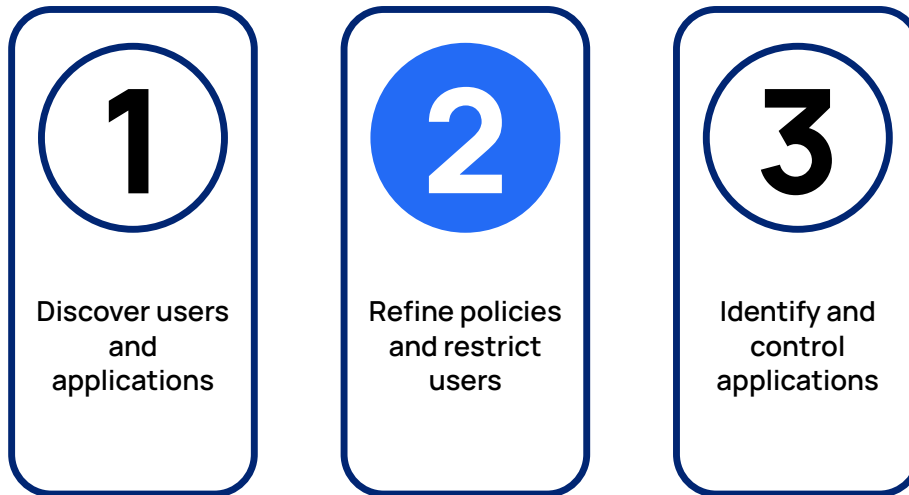 1
Discover users
and
applications
2
Refine policies
and restrict
users
3
Identify and
control
applications